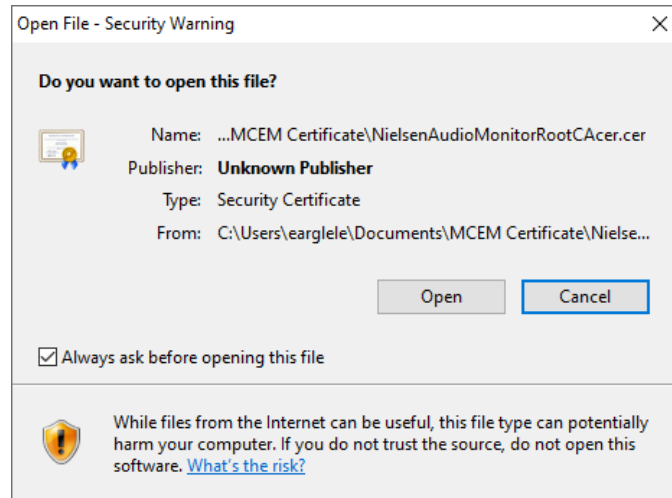 Open File - Security Warning
Do you want to open this file?
Name: ...MCEM Certificate\NielsenAudioMonitorRootCAcer.cer
Publisher: Unknown Publisher
Type: Security Certificate
From: C:\Users\earglele\Documents\MCEM Certificate\Nielse...
Open Cancel
Always ask before opening this file
While files from the Internet can be useful, this file type can potentially
harm your computer. If you do not trust the source, do not open this
software. What's the risk?